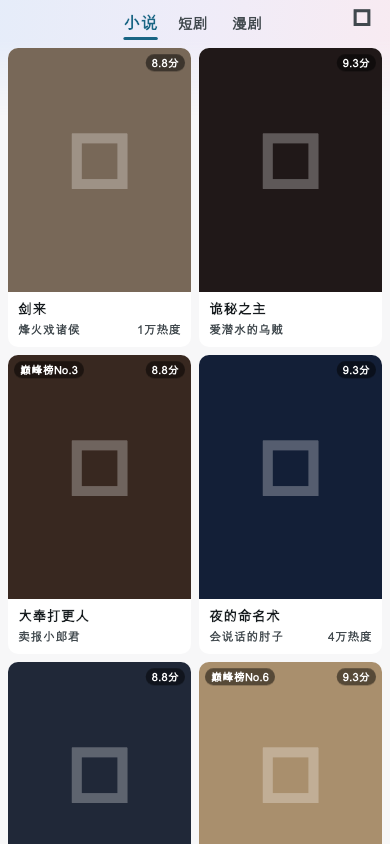 小说 短剧 漫剧
8.8分
9.3分
剑来
烽火戏诸侯 1万热度
诡秘之主
爱潜水的乌贼
巅峰榜No.3 8.8分
9.3分
大奉打更人
卖报小郎君
夜的命名术
会说话的肘子 4万热度
8.8分
巅峰榜No.6 9.3分